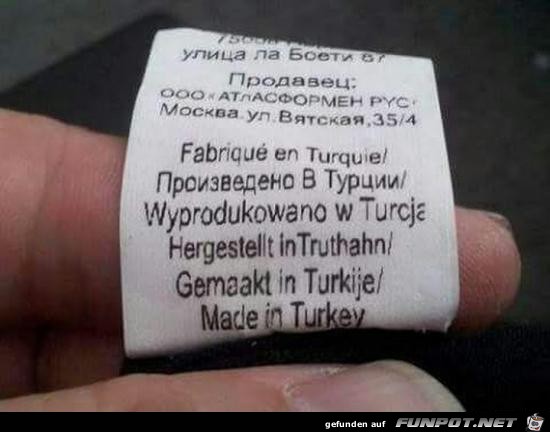 улица ла Боети 87
Продавец:
ООО «АТлАСФОРМЕН РУС"
Москва.ул.Вятская,35/4
Fabriqué en Turquie/
Произведено В Турции/
Wyprodukowano w Turcja
Hergestellt in Truthahn/
Gemaakt in Turkije/
Made in Turkey
gefunden auf FUNPOT.NET